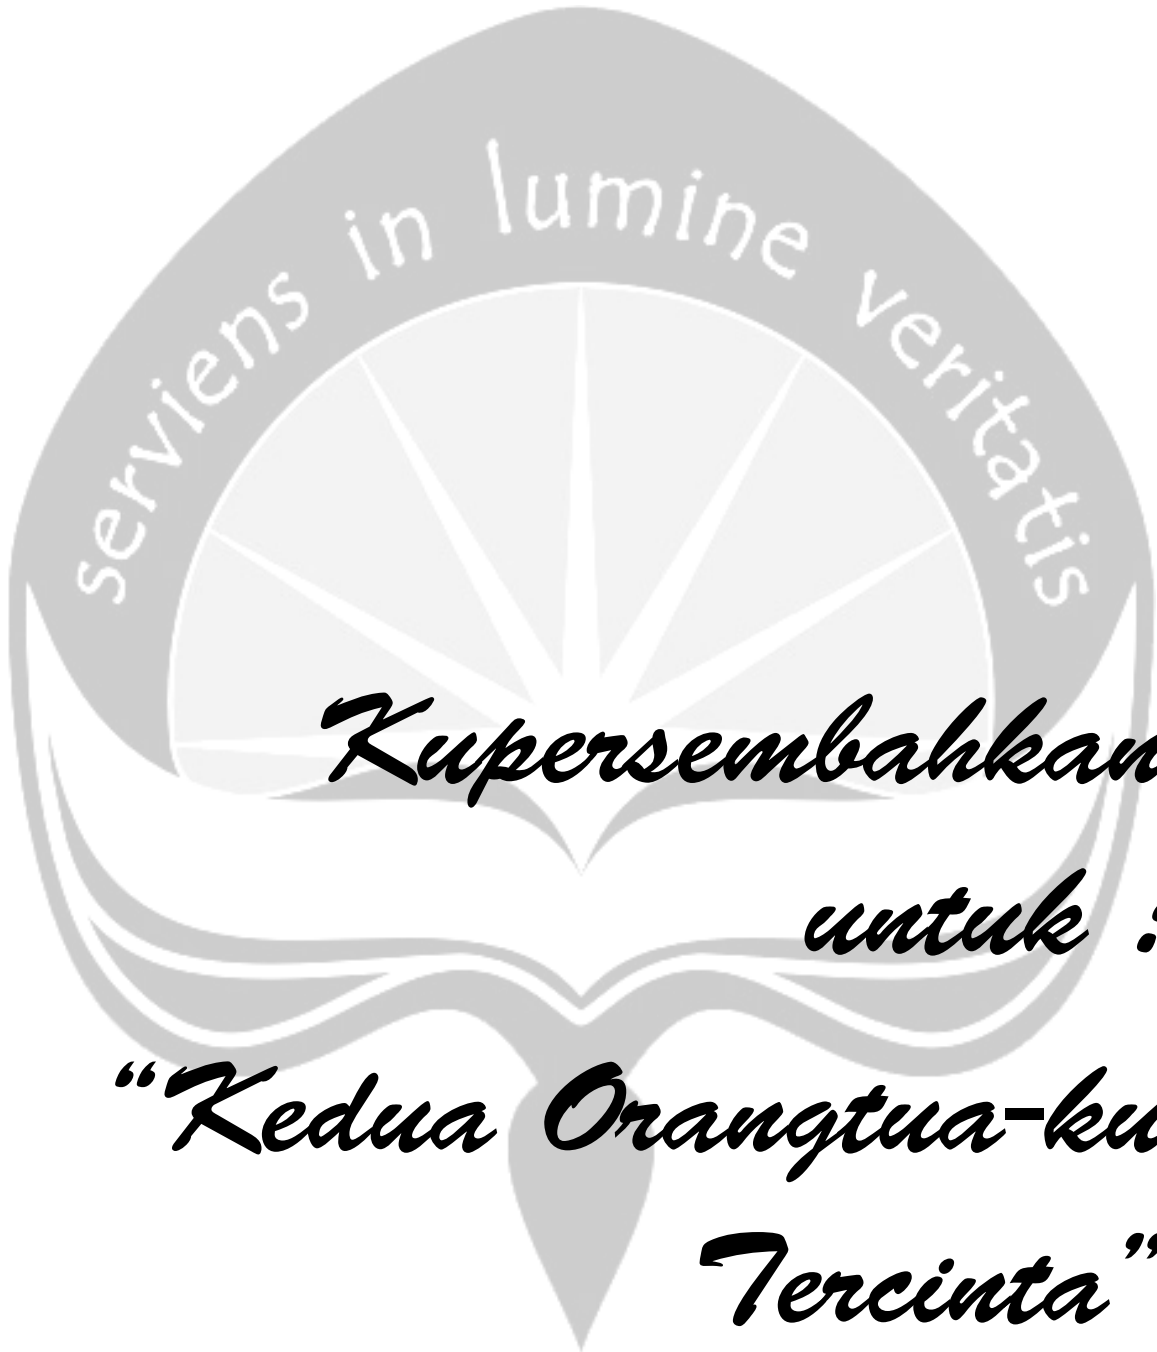 serviens in lumine veritatis
Kupersembahkan
untuk :
“Kedua Orangtua-ku
Tercinta”